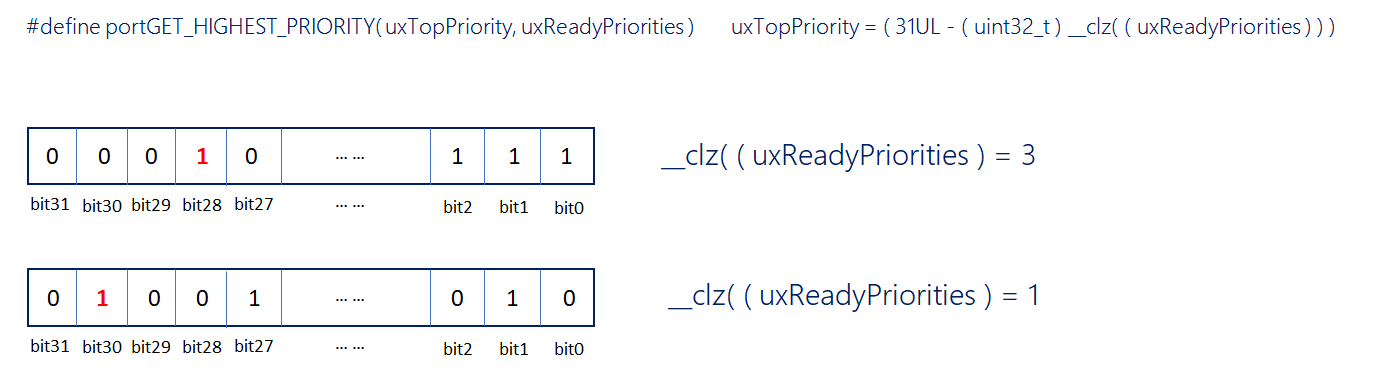 #define portGET_HIGHEST_PRIORITY( uxTopPriority, uxReadyPriorities ) uxTopPriority = ( 31UL - ( uint32_t ) __clz( ( uxReadyPriorities ) ) )
0 0 0 1 0 ... ... 1 1 1 __clz( ( uxReadyPriorities ) = 3
bit31 bit30 bit29 bit28 bit27 ... ... bit2 bit1 bit0
0 1 0 0 1 ... ... 0 1 0 __clz( ( uxReadyPriorities ) = 1
bit31 bit30 bit29 bit28 bit27 ... ... bit2 bit1 bit0